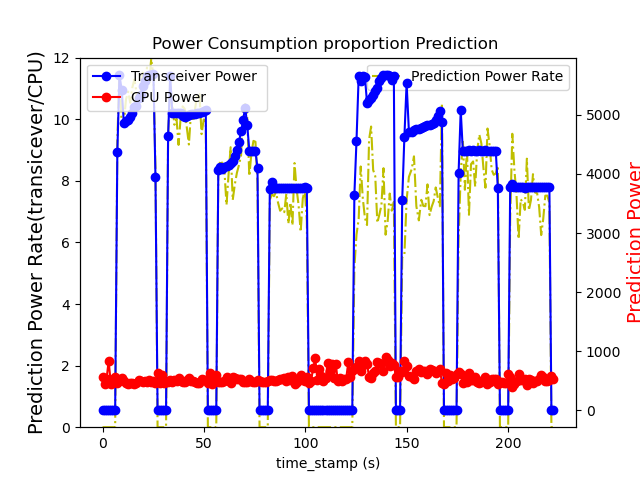 Power Consumption proportion Prediction
Transceiver Power
CPU Power
Prediction Power Rate
Prediction Power Rate(transicever/CPU)
12
10
8
6
4
2
0
5000
4000
3000
2000
1000
0
Prediction Power
0
50
100
150
200
time_stamp (s)